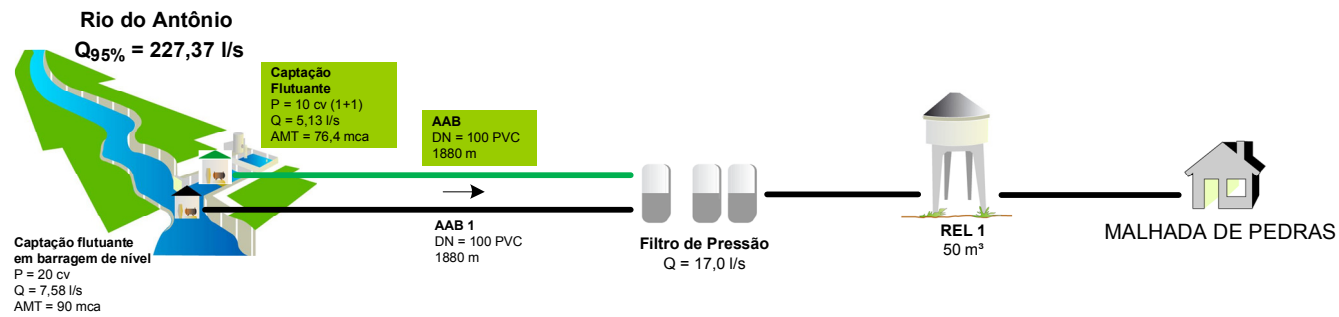 Rio do Antônio
Q95% = 227,37 l/s
Captação
Flutuante
P = 10 cv (1+1)
Q = 5,13 l/s
AMT = 76,4 mca
AAB
DN = 100 PVC
1880 m
AAB 1
DN = 100 PVC
1880 m
Captação flutuante
em barragem de nível
P = 20 cv
Q = 7,58 l/s
AMT = 90 mca
Filtro de Pressão
Q = 17,0 l/s
REL 1
50 m³
MALHADA DE PEDRAS